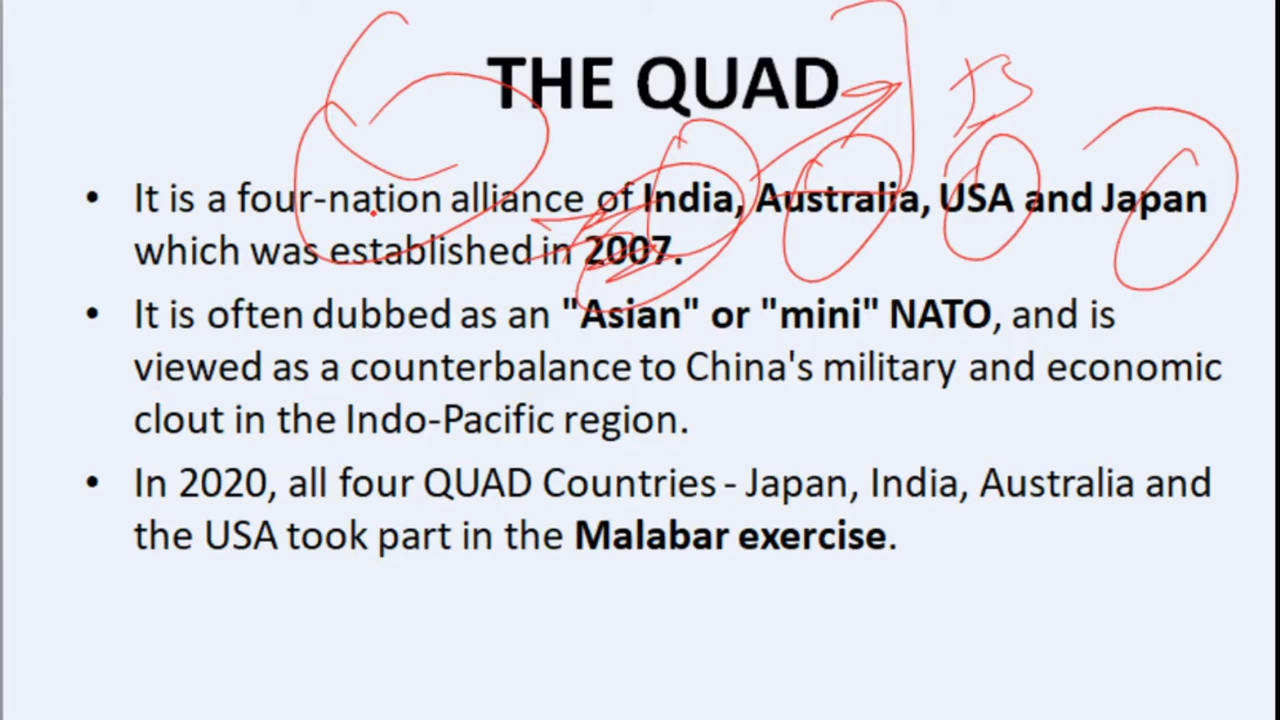 THE QUAD
• It is a four-nation alliance of India, Australia, USA and Japan
which was established in 2007.
• It is often dubbed as an "Asian" or "mini" NATO, and is
viewed as a counterbalance to China's military and economic
clout in the Indo-Pacific region.
• In 2020, all four QUAD Countries - Japan, India, Australia and
the USA took part in the Malabar exercise.